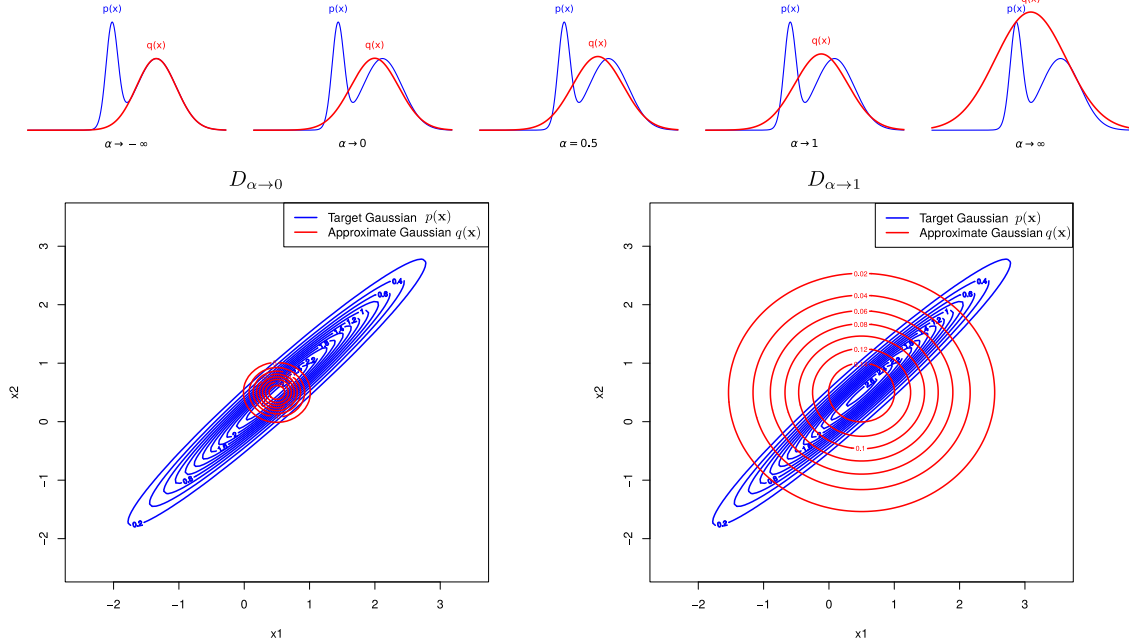 p(x) q(x) p(x) q(x) p(x) q(x) p(x) q(x) p(x) q(x)
α → − ∞ α → 0 α = 0.5 α → 1 α → ∞
D_{α→0} D_{α→1}
Target Gaussian p(x)
Approximate Gaussian q(x)
x2
3
2
1
0
−1
−2
0.4
0.6
1
0.8
0.2
−2 −1 0 1 2 3
x1
Target Gaussian p(x)
Approximate Gaussian q(x)
x2
3
2
1
0
−1
−2
0.02
0.04
0.06
0.08
0.12
0.1
0.4
0.6
0.8
0.2
−2 −1 0 1 2 3
x1